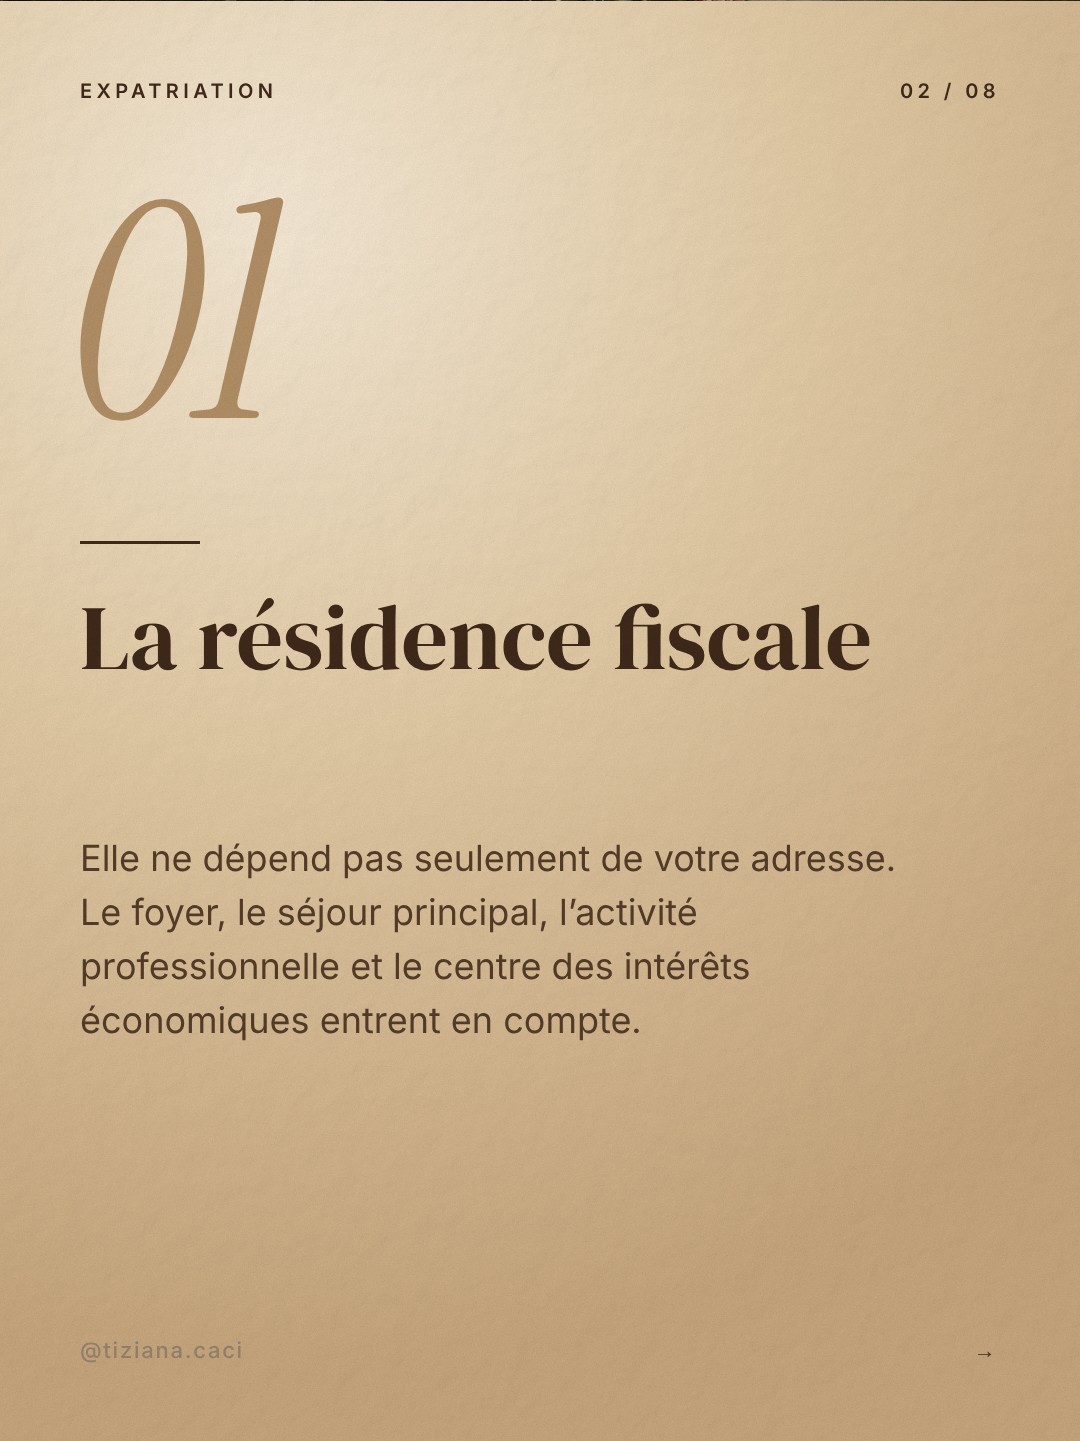 EXPATRIATION
02 / 08
01
La résidence fiscale
Elle ne dépend pas seulement de votre adresse.
Le foyer, le séjour principal, l’activité
professionnelle et le centre des intérêts
économiques entrent en compte.
@tiziana.caci
→